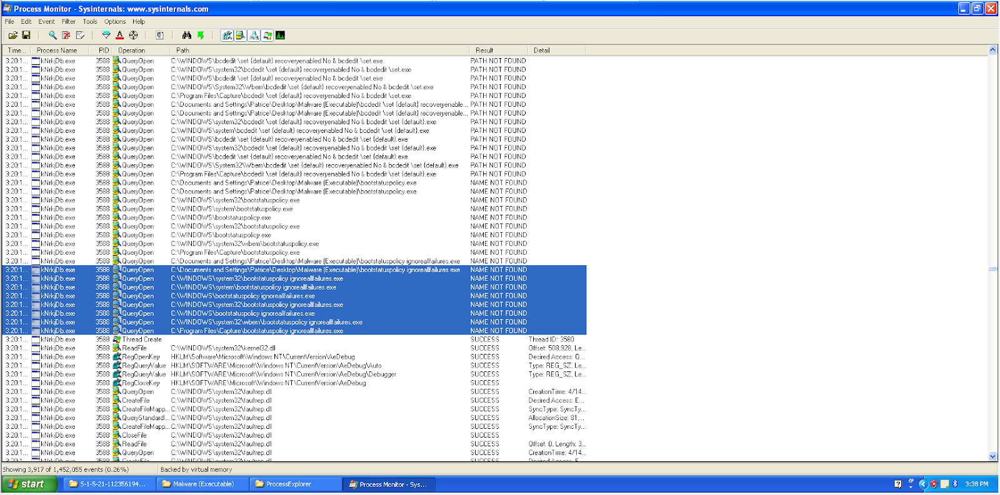 Process Monitor - Sysinternals: www.sysinternals.com
File Edit Event Filter Tools Options Help
Time... Process Name PID Operation Path Result Detail
3:20:1... kNrkjDb.exe 3588 QueryOpen C:\WINDOWS\bcdedit \set {default} recoveryenabled No & bcdedit \set.exe PATH NOT FOUND
3:20:1... kNrkjDb.exe 3588 QueryOpen C:\WINDOWS\system32\bcdedit \set {default} recoveryenabled No & bcdedit \set.exe PATH NOT FOUND
3:20:1... kNrkjDb.exe 3588 QueryOpen C:\WINDOWS\bcdedit \set {default} recoveryenabled No & bcdedit \set.exe PATH NOT FOUND
3:20:1... kNrkjDb.exe 3588 QueryOpen C:\WINDOWS\System32\Wbem\bcdedit \set {default} recoveryenabled No & bcdedit \set.exe PATH NOT FOUND
3:20:1... kNrkjDb.exe 3588 QueryOpen C:\Program Files\Capture\bcdedit \set {default} recoveryenabled No & bcdedit \set.exe PATH NOT FOUND
3:20:1... kNrkjDb.exe 3588 QueryOpen C:\Documents and Settings\Patrice\Desktop\Malware (Executable)\bcdedit \set {default} recoveryenable... PATH NOT FOUND
3:20:1... kNrkjDb.exe 3588 QueryOpen C:\Documents and Settings\Patrice\Desktop\Malware (Executable)\bcdedit \set {default} recoveryenable... PATH NOT FOUND
3:20:1... kNrkjDb.exe 3588 QueryOpen C:\WINDOWS\system32\bcdedit \set {default} recoveryenabled No & bcdedit \set {default}.exe PATH NOT FOUND
3:20:1... kNrkjDb.exe 3588 QueryOpen C:\WINDOWS\system\bcdedit \set {default} recoveryenabled No & bcdedit \set {default}.exe PATH NOT FOUND
3:20:1... kNrkjDb.exe 3588 QueryOpen C:\WINDOWS\bcdedit \set {default} recoveryenabled No & bcdedit \set {default}.exe PATH NOT FOUND
3:20:1... kNrkjDb.exe 3588 QueryOpen C:\WINDOWS\system32\bcdedit \set {default} recoveryenabled No & bcdedit \set {default}.exe PATH NOT FOUND
3:20:1... kNrkjDb.exe 3588 QueryOpen C:\WINDOWS\bcdedit \set {default} recoveryenabled No & bcdedit \set {default}.exe PATH NOT FOUND
3:20:1... kNrkjDb.exe 3588 QueryOpen C:\WINDOWS\System32\Wbem\bcdedit \set {default} recoveryenabled No & bcdedit \set {default}.exe PATH NOT FOUND
3:20:1... kNrkjDb.exe 3588 QueryOpen C:\Program Files\Capture\bcdedit \set {default} recoveryenabled No & bcdedit \set {default}.exe PATH NOT FOUND
3:20:1... kNrkjDb.exe 3588 QueryOpen C:\Documents and Settings\Patrice\Desktop\Malware (Executable)\bootstatuspolicy.exe NAME NOT FOUND
3:20:1... kNrkjDb.exe 3588 QueryOpen C:\Documents and Settings\Patrice\Desktop\Malware (Executable)\bootstatuspolicy.exe NAME NOT FOUND
3:20:1... kNrkjDb.exe 3588 QueryOpen C:\WINDOWS\system32\bootstatuspolicy.exe NAME NOT FOUND
3:20:1... kNrkjDb.exe 3588 QueryOpen C:\WINDOWS\system\bootstatuspolicy.exe NAME NOT FOUND
3:20:1... kNrkjDb.exe 3588 QueryOpen C:\WINDOWS\bootstatuspolicy.exe NAME NOT FOUND
3:20:1... kNrkjDb.exe 3588 QueryOpen C:\WINDOWS\system32\bootstatuspolicy.exe NAME NOT FOUND
3:20:1... kNrkjDb.exe 3588 QueryOpen C:\WINDOWS\bootstatuspolicy.exe NAME NOT FOUND
3:20:1... kNrkjDb.exe 3588 QueryOpen C:\WINDOWS\system32\wbem\bootstatuspolicy.exe NAME NOT FOUND
3:20:1... kNrkjDb.exe 3588 QueryOpen C:\Program Files\Capture\bootstatuspolicy.exe NAME NOT FOUND
3:20:1... kNrkjDb.exe 3588 QueryOpen C:\Documents and Settings\Patrice\Desktop\Malware (Executable)\bootstatuspolicy ignoreallfailures.exe NAME NOT FOUND
3:20:1... kNrkjDb.exe 3588 QueryOpen C:\Documents and Settings\Patrice\Desktop\Malware (Executable)\bootstatuspolicy ignoreallfailures.exe NAME NOT FOUND
3:20:1... kNrkjDb.exe 3588 QueryOpen C:\WINDOWS\system32\bootstatuspolicy ignoreallfailures.exe NAME NOT FOUND
3:20:1... kNrkjDb.exe 3588 QueryOpen C:\WINDOWS\system\bootstatuspolicy ignoreallfailures.exe NAME NOT FOUND
3:20:1... kNrkjDb.exe 3588 QueryOpen C:\WINDOWS\bootstatuspolicy ignoreallfailures.exe NAME NOT FOUND
3:20:1... kNrkjDb.exe 3588 QueryOpen C:\WINDOWS\system32\bootstatuspolicy ignoreallfailures.exe NAME NOT FOUND
3:20:1... kNrkjDb.exe 3588 QueryOpen C:\WINDOWS\bootstatuspolicy ignoreallfailures.exe NAME NOT FOUND
3:20:1... kNrkjDb.exe 3588 QueryOpen C:\WINDOWS\system32\wbem\bootstatuspolicy ignoreallfailures.exe NAME NOT FOUND
3:20:1... kNrkjDb.exe 3588 QueryOpen C:\Program Files\Capture\bootstatuspolicy ignoreallfailures.exe NAME NOT FOUND
3:20:1... kNrkjDb.exe 3588 Thread Create SUCCESS Thread ID: 3580
3:20:1... kNrkjDb.exe 3588 ReadFile C:\WINDOWS\system32\kernel32.dll SUCCESS Offset: 508,928, Le...
3:20:1... kNrkjDb.exe 3588 RegOpenKey HKLM\Software\Microsoft\Windows NT\CurrentVersion\AeDebug SUCCESS Desired Access: Q...
3:20:1... kNrkjDb.exe 3588 RegQueryValue HKLM\SOFTWARE\Microsoft\Windows NT\CurrentVersion\AeDebug\Auto SUCCESS Type: REG_SZ, Le...
3:20:1... kNrkjDb.exe 3588 RegQueryValue HKLM\SOFTWARE\Microsoft\Windows NT\CurrentVersion\AeDebug\Debugger SUCCESS Type: REG_SZ, Le...
3:20:1... kNrkjDb.exe 3588 RegCloseKey HKLM\SOFTWARE\Microsoft\Windows NT\CurrentVersion\AeDebug SUCCESS
3:20:1... kNrkjDb.exe 3588 QueryOpen C:\WINDOWS\system32\faultrep.dll SUCCESS CreationTime: 4/14...
3:20:1... kNrkjDb.exe 3588 CreateFile C:\WINDOWS\system32\faultrep.dll SUCCESS Desired Access: E...
3:20:1... kNrkjDb.exe 3588 CreateFileMapp... C:\WINDOWS\system32\faultrep.dll SUCCESS SyncType: SyncTy...
3:20:1... kNrkjDb.exe 3588 QueryStandardI... C:\WINDOWS\system32\faultrep.dll SUCCESS AllocationSize: 81,...
3:20:1... kNrkjDb.exe 3588 CreateFileMapp... C:\WINDOWS\system32\faultrep.dll SUCCESS SyncType: SyncTy...
3:20:1... kNrkjDb.exe 3588 CloseFile C:\WINDOWS\system32\faultrep.dll SUCCESS
3:20:1... kNrkjDb.exe 3588 ReadFile C:\WINDOWS\system32\faultrep.dll SUCCESS Offset: 0, Length: 3...
3:20:1... kNrkjDb.exe 3588 QueryOpen C:\WINDOWS\system32\faultrep.dll SUCCESS CreationTime: 4/14...
3:20:1... kNrkjDb.exe 3588 CreateFile C:\WINDOWS\system32\faultrep.dll SUCCESS Desired Access: E...
Showing 3,917 of 1,452,055 events (0.26%) Backed by virtual memory
start S-1-5-21-112356194... Malware (Executable) ProcessExplorer Process Monitor - Sys... 3:38 PM